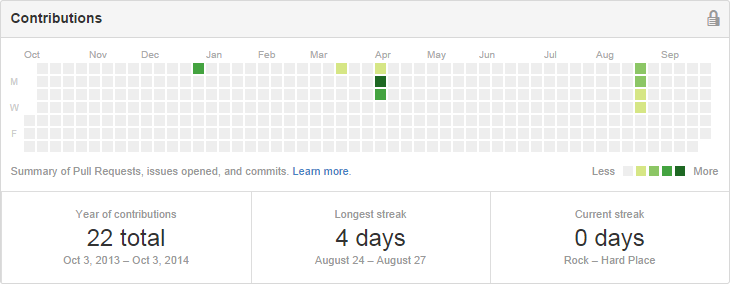 Contributions
Oct Nov Dec Jan Feb Mar Apr May Jun Jul Aug Sep
M
W
F
Summary of Pull Requests, issues opened, and commits. Learn more.
Less More
Year of contributions
22 total
Oct 3, 2013 – Oct 3, 2014
Longest streak
4 days
August 24 – August 27
Current streak
0 days
Rock – Hard Place